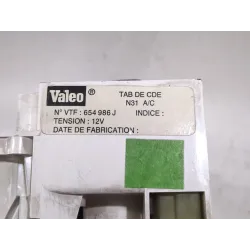 Valeo® TAB DE CDE
N31 A/C
N° VTF : 654 986 J INDICE :
TENSION : 12V
DATE DE FABRICATION :